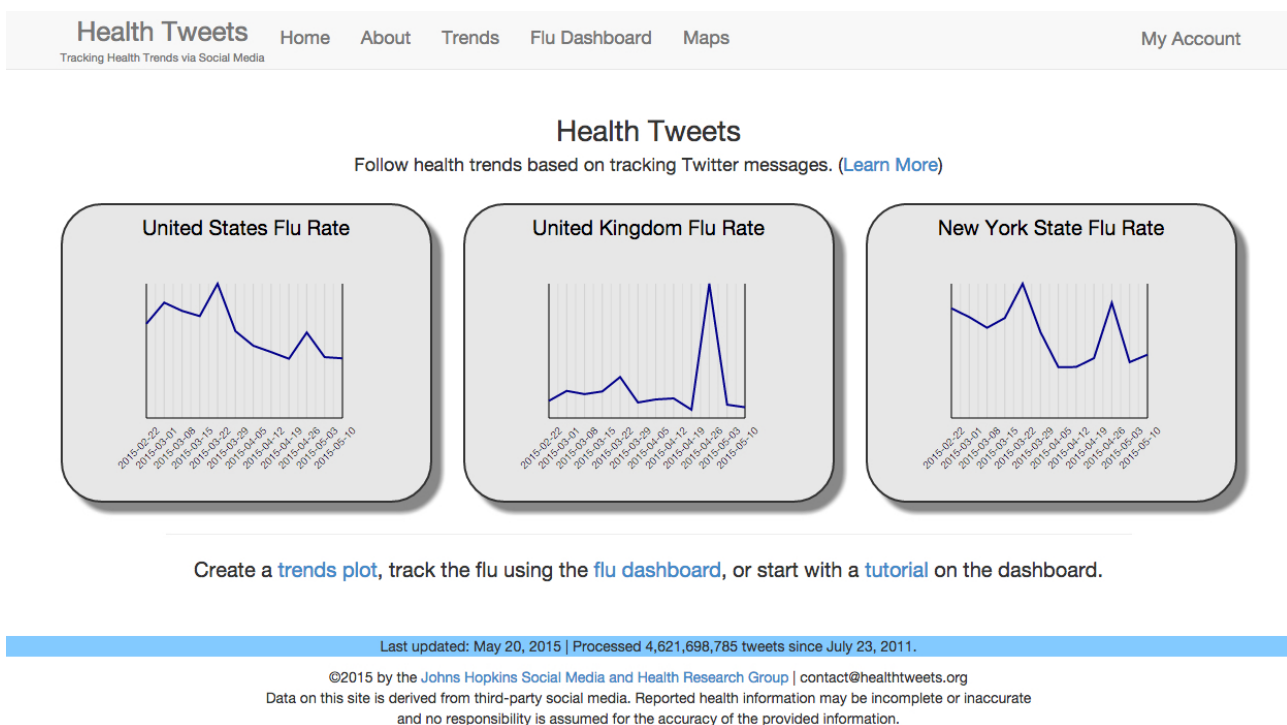 Health Tweets
Tracking Health Trends via Social Media
Home About Trends Flu Dashboard Maps My Account
Health Tweets
Follow health trends based on tracking Twitter messages. (Learn More)
United States Flu Rate
2015-02-22 2015-03-01 2015-03-08 2015-03-15 2015-03-22 2015-03-29 2015-04-05 2015-04-12 2015-04-19 2015-04-26 2015-05-03 2015-05-10
United Kingdom Flu Rate
2015-02-22 2015-03-01 2015-03-08 2015-03-15 2015-03-22 2015-03-29 2015-04-05 2015-04-12 2015-04-19 2015-04-26 2015-05-03 2015-05-10
New York State Flu Rate
2015-02-22 2015-03-01 2015-03-08 2015-03-15 2015-03-22 2015-03-29 2015-04-05 2015-04-12 2015-04-19 2015-04-26 2015-05-03 2015-05-10
Create a trends plot, track the flu using the flu dashboard, or start with a tutorial on the dashboard.
Last updated: May 20, 2015 | Processed 4,621,698,785 tweets since July 23, 2011.
©2015 by the Johns Hopkins Social Media and Health Research Group | contact@healthtweets.org
Data on this site is derived from third-party social media. Reported health information may be incomplete or inaccurate
and no responsibility is assumed for the accuracy of the provided information.